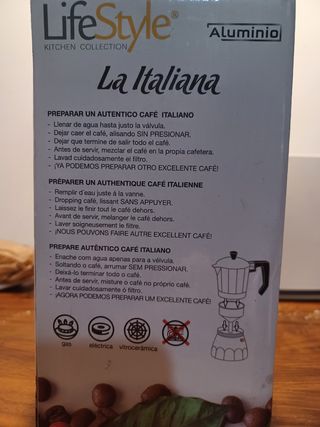 LifeStyle®
KITCHEN COLLECTION
Aluminio
La Italiana
PREPARAR UN AUTENTICO CAFÉ ITALIANO
- Llenar de agua hasta justo la válvula.
- Dejar caer el café, alisando SIN PRESIONAR.
- Dejar que termine de salir todo el café.
- Antes de servir, mezclar el café en la propia cafetera.
- Lavad cuidadosamente el filtro.
- ¡YA PODEMOS PREPARAR OTRO EXCELENTE CAFÉ!
PRÉPARER UN AUTHENTIQUE CAFÉ ITALIENNE
- Remplir d'eau juste á la vanne.
- Dropping café, lissant SANS APPUYER.
- Laissez le finir tout le café dehors.
- Avant de servir, melanger le café dehors.
- Laver soigneusement le filtre.
- ¡NOUS POUVONS FAIRE AUTRE EXCELLENT CAFÉ!
PREPARE AUTÊNTICO CAFÉ ITALIANO
- Enache com agua apenas para a vélvula.
- Soltando a café, arrumar SEM PRESSIONAR.
- Deixá-lo terminar todo o café.
- Antes de servir, misture o café no próprio café.
- Lavar cuidadosamente o filtro.
- ¡AGORA PODEMOS PREPARAR UM EXCELENTE CAFÉ!
gas eléctrica vitrocerámica